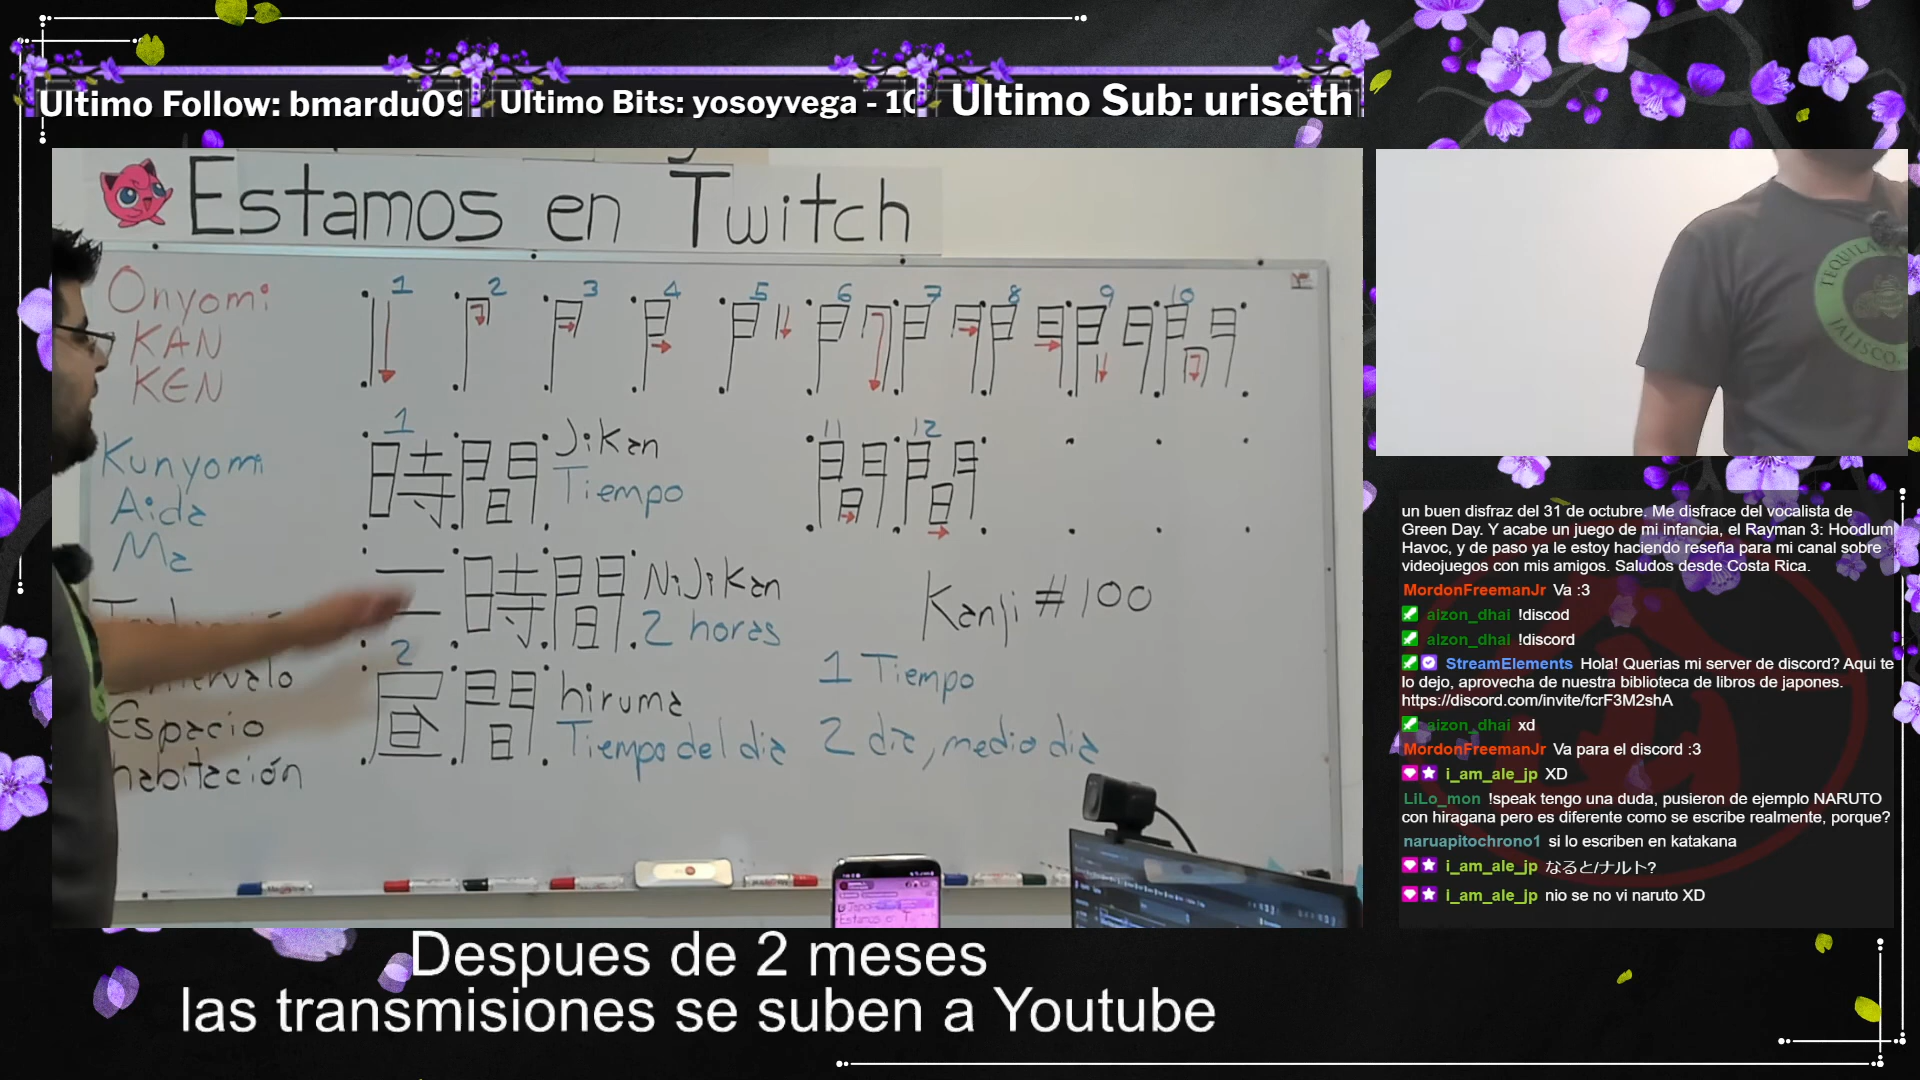 Ultimo Follow: bmardu09
Ultimo Bits: yosoyvega - 10
Ultimo Sub: uriseth
Estamos en Twitch
Onyomi
KAN
KEN
1 2 3 4 5 6 7 8 9 10
Kunyomi
Aida
Ma
1
時間 Jikan
Tiempo
11 12
二時間 NiJiKan
2 horas
Kanji #100
2
昼間 hiruma
Tiempo del dia
1 Tiempo
2 dia, medio dia
Espacio
habitación
TEQUILA
JALISCO
un buen disfraz del 31 de octubre. Me disfrace del vocalista de
Green Day. Y acabe un juego de mi infancia, el Rayman 3: Hoodlum
Havoc, y de paso ya le estoy haciendo reseña para mi canal sobre
videojuegos con mis amigos. Saludos desde Costa Rica.
MordonFreemanJr Va :3
aizon_dhai !discod
aizon_dhai !discord
StreamElements Hola! Querias mi server de discord? Aqui te
lo dejo, aprovecha de nuestra biblioteca de libros de japones.
https://discord.com/invite/fcrF3M2shA
aizon_dhai xd
MordonFreemanJr Va para el discord :3
i_am_ale_jp XD
LiLo_mon !speak tengo una duda, pusieron de ejemplo NARUTO
con hiragana pero es diferente como se escribe realmente, porque?
naruapitochrono1 si lo escriben en katakana
i_am_ale_jp なると/ナルト?
i_am_ale_jp nio se no vi naruto XD
Despues de 2 meses
las transmisiones se suben a Youtube